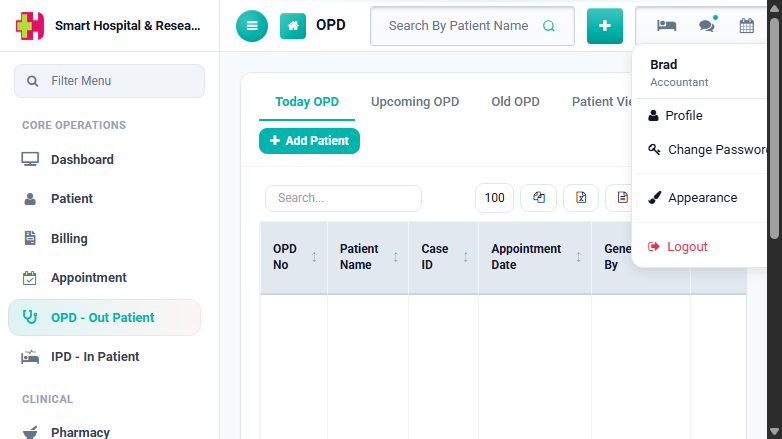 Smart Hospital & Resea...
OPD
Search By Patient Name
Filter Menu
CORE OPERATIONS
Dashboard
Patient
Billing
Appointment
OPD - Out Patient
IPD - In Patient
CLINICAL
Pharmacy
Today OPD
Upcoming OPD
Old OPD
Patient Vie
Add Patient
Search...
100
OPD No
Patient Name
Case ID
Appointment Date
Gene By
Brad
Accountant
Profile
Change Password
Appearance
Logout